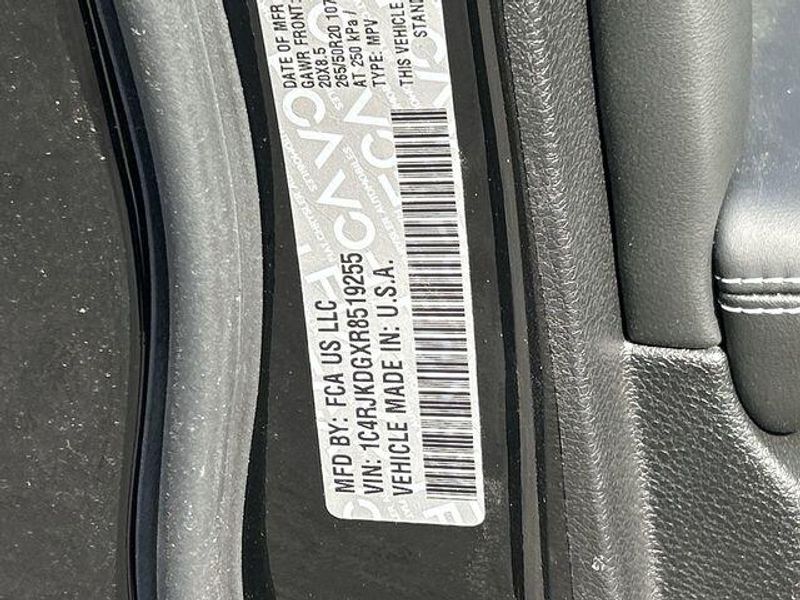 MFD BY: FCA US LLC
DATE OF MFR
GAWR FRONT:
20X8.5
265/50R20 107
AT 250 kPa/
VIN: 1C4RJKDGXR8519255
TYPE: MPV
VEHICLE MADE IN: U.S.A.
THIS VEHICLE
STAND